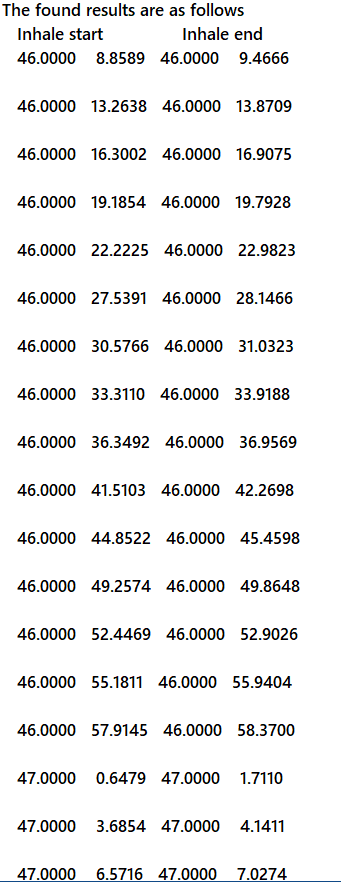 The found results are as follows
Inhale start Inhale end
46.0000 8.8589 46.0000 9.4666
46.0000 13.2638 46.0000 13.8709
46.0000 16.3002 46.0000 16.9075
46.0000 19.1854 46.0000 19.7928
46.0000 22.2225 46.0000 22.9823
46.0000 27.5391 46.0000 28.1466
46.0000 30.5766 46.0000 31.0323
46.0000 33.3110 46.0000 33.9188
46.0000 36.3492 46.0000 36.9569
46.0000 41.5103 46.0000 42.2698
46.0000 44.8522 46.0000 45.4598
46.0000 49.2574 46.0000 49.8648
46.0000 52.4469 46.0000 52.9026
46.0000 55.1811 46.0000 55.9404
46.0000 57.9145 46.0000 58.3700
47.0000 0.6479 47.0000 1.7110
47.0000 3.6854 47.0000 4.1411
47.0000 6.5716 47.0000 7.0274